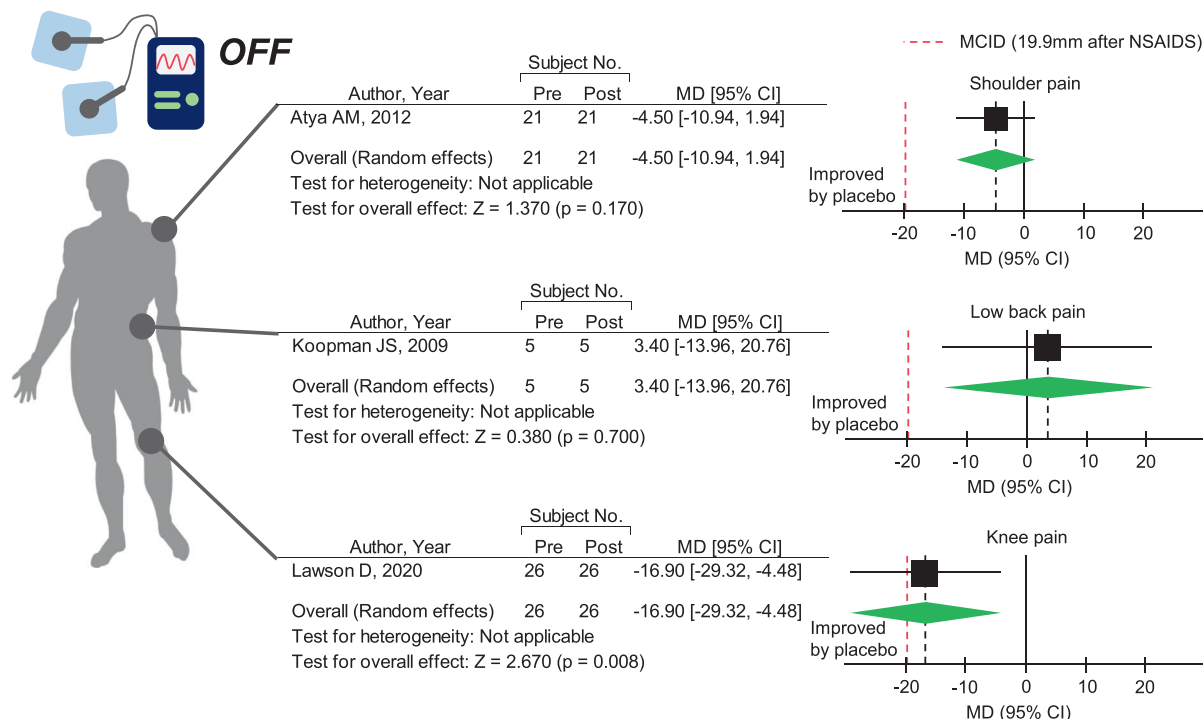 OFF
MCID (19.9mm after NSAIDS)
Subject No.
Author, Year Pre Post MD [95% CI]
Atya AM, 2012 21 21 -4.50 [-10.94, 1.94]
Overall (Random effects) 21 21 -4.50 [-10.94, 1.94]
Test for heterogeneity: Not applicable
Test for overall effect: Z = 1.370 (p = 0.170)
Shoulder pain
Improved
by placebo
-20 -10 0 10 20
MD (95% CI)
Subject No.
Author, Year Pre Post MD [95% CI]
Koopman JS, 2009 5 5 3.40 [-13.96, 20.76]
Overall (Random effects) 5 5 3.40 [-13.96, 20.76]
Test for heterogeneity: Not applicable
Test for overall effect: Z = 0.380 (p = 0.700)
Low back pain
Improved
by placebo
-20 -10 0 10 20
MD (95% CI)
Subject No.
Author, Year Pre Post MD [95% CI]
Lawson D, 2020 26 26 -16.90 [-29.32, -4.48]
Overall (Random effects) 26 26 -16.90 [-29.32, -4.48]
Test for heterogeneity: Not applicable
Test for overall effect: Z = 2.670 (p = 0.008)
Knee pain
Improved
by placebo
-20 -10 0 10 20
MD (95% CI)